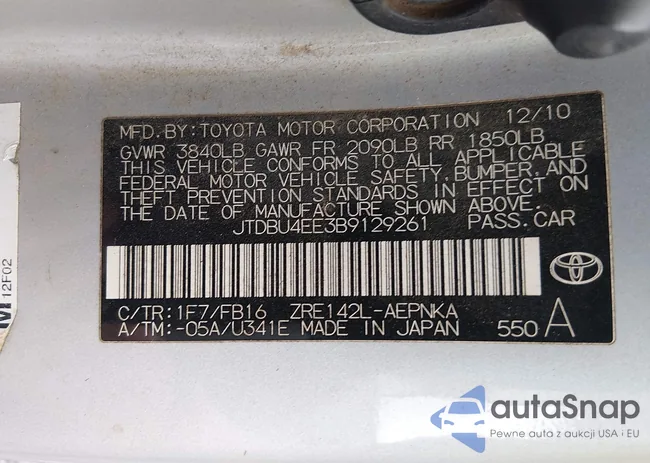 MFD. BY: TOYOTA MOTOR CORPORATION 12/10
GVWR 3840LB GAWR FR 2090LB RR 1850LB
THIS VEHICLE CONFORMS TO ALL APPLICABLE
FEDERAL MOTOR VEHICLE SAFETY, BUMPER, AND
THEFT PREVENTION STANDARDS IN EFFECT ON
THE DATE OF MANUFACTURE SHOWN ABOVE.
JTDBU4EE3B9129261 PASS. CAR
C/TR: 1F7/FB16 ZRE142L-AEPNKA
A/TM: -05A/U341E MADE IN JAPAN 550 A
M
12F02
autaSnap
Pewne auta z aukcji USA i EU